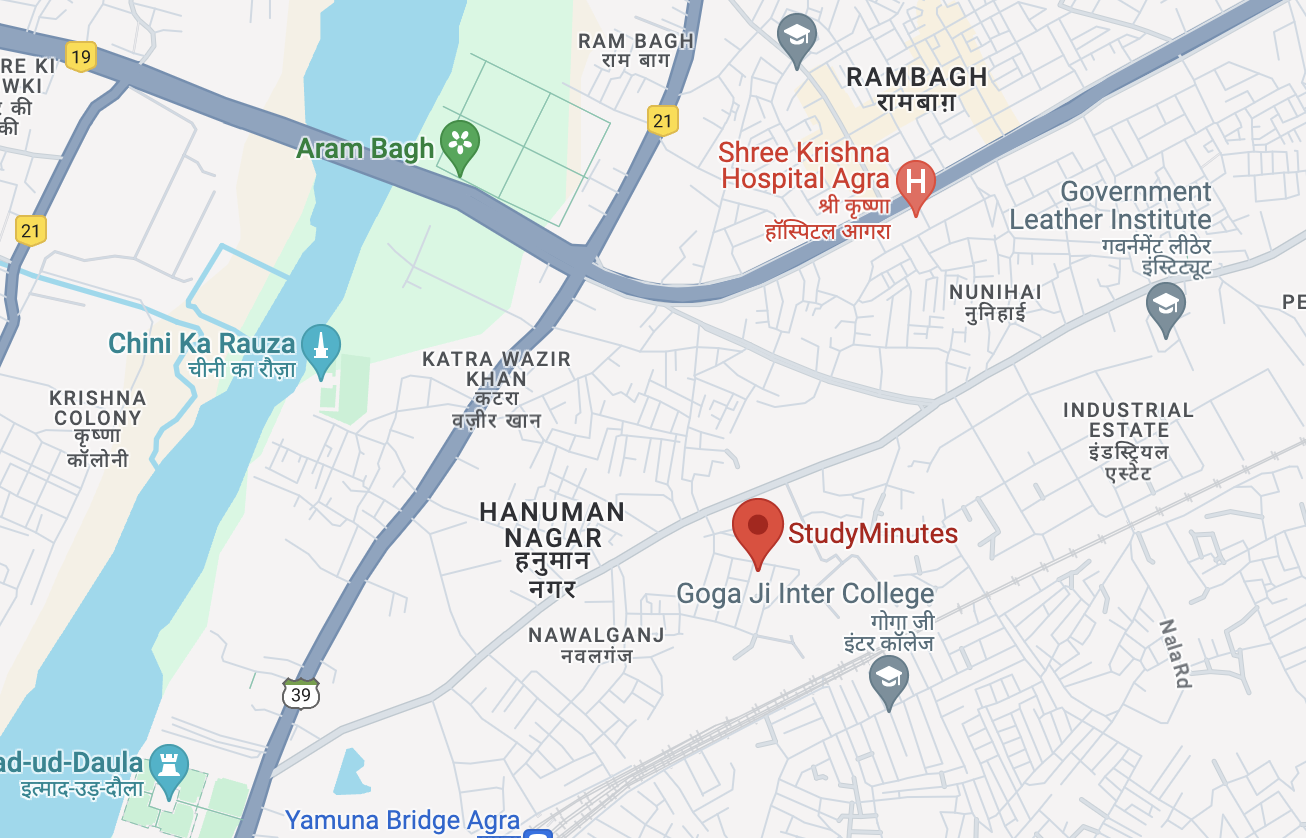 19
RE KI
WKI
र की
की
21
RAM BAGH
राम बाग
21
RAMBAGH
रामबाग़
Aram Bagh
Shree Krishna
Hospital Agra
श्री कृष्णा
हॉस्पिटल आगरा
Government
Leather Institute
गवर्नमेंट लीठेर
इंस्टिट्यूट
NUNIHAI
नुनिहाई
PE
Chini Ka Rauza
चीनी का रौज़ा
KATRA WAZIR
KHAN
कटरा
वज़ीर खान
KRISHNA
COLONY
कृष्णा
कॉलोनी
INDUSTRIAL
ESTATE
इंडस्ट्रियल
एस्टेट
HANUMAN
NAGAR
हनुमान
नगर
StudyMinutes
Goga Ji Inter College
गोगा जी
इंटर कॉलेज
NAWALGANJ
नवलगंज
Nala Rd
39
ad-ud-Daula
इत्माद-उद़-दौला
Yamuna Bridge Agra